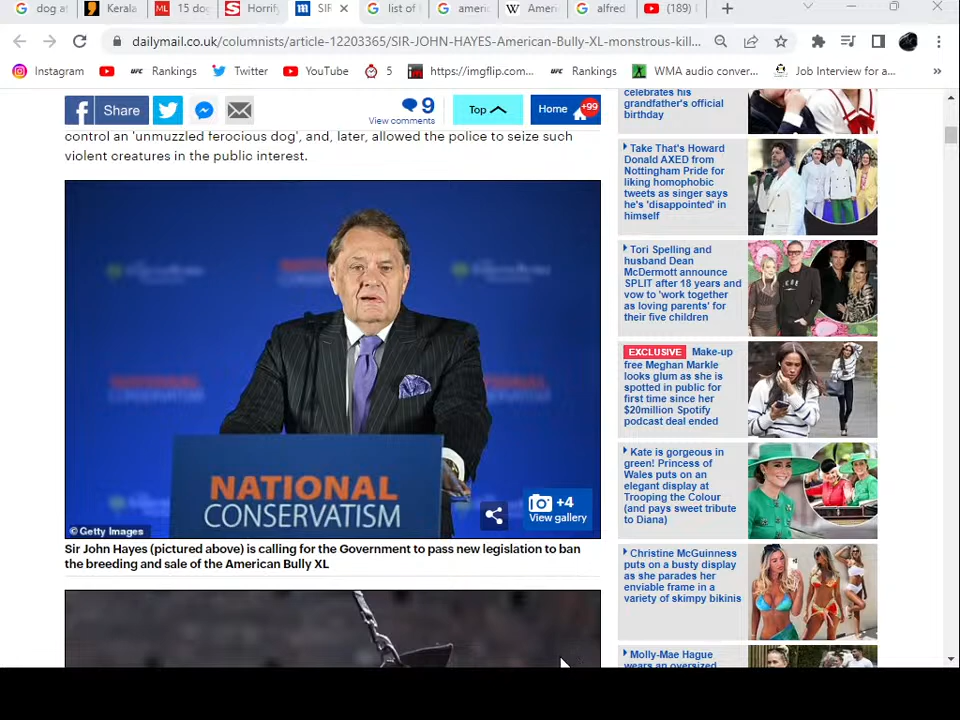 dog at
Kerala
15 dog
Horrif
SIR
list of
americ
Ameri
alfred
(189)
dailymail.co.uk/columnists/article-12203365/SIR-JOHN-HAYES-American-Bully-XL-monstrous-kill...
Instagram
Rankings
Twitter
YouTube
5
https://imgflip.com...
Rankings
WMA audio conver...
Job Interview for a...
»
Share
9
View comments
Top
Home
+99
control an 'unmuzzled ferocious dog', and, later, allowed the police to seize such
violent creatures in the public interest.
NATIONAL
CONSERVATISM
+4
View gallery
© Getty Images
Sir John Hayes (pictured above) is calling for the Government to pass new legislation to ban
the breeding and sale of the American Bully XL
celebrates his
grandfather's official
birthday
Take That's Howard
Donald AXED from
Nottingham Pride for
liking homophobic
tweets as singer says
he's 'disappointed' in
himself
Tori Spelling and
husband Dean
McDermott announce
SPLIT after 18 years and
vow to 'work together
as loving parents' for
their five children
EXCLUSIVE Make-up
free Meghan Markle
looks glum as she is
spotted in public for
first time since her
$20million Spotify
podcast deal ended
Kate is gorgeous in
green! Princess of
Wales puts on an
elegant display at
Trooping the Colour
(and pays sweet tribute
to Diana)
Christine McGuinness
puts on a busty display
as she parades her
enviable frame in a
variety of skimpy bikinis
Molly-Mae Hague
wears an oversized